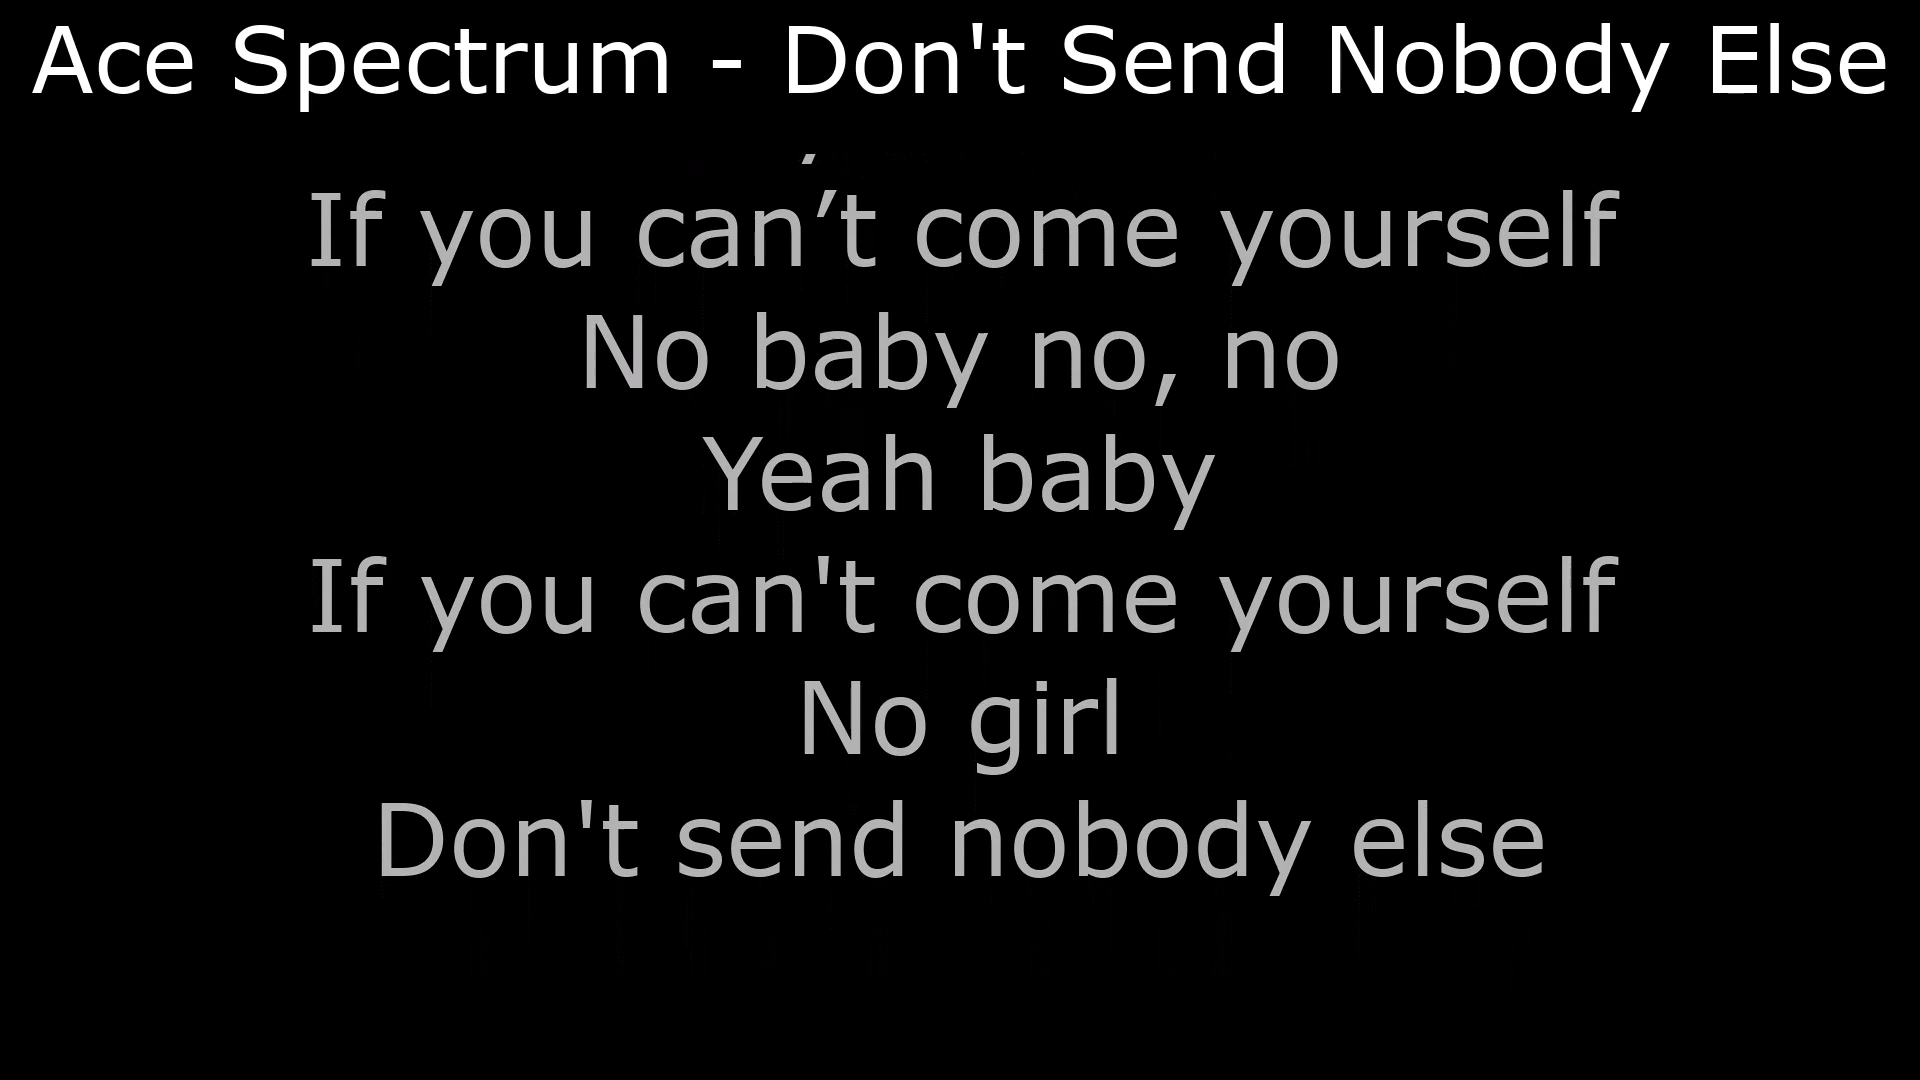 Ace Spectrum - Don't Send Nobody Else
If you can’t come yourself
No baby no, no
Yeah baby
If you can't come yourself
No girl
Don't send nobody else